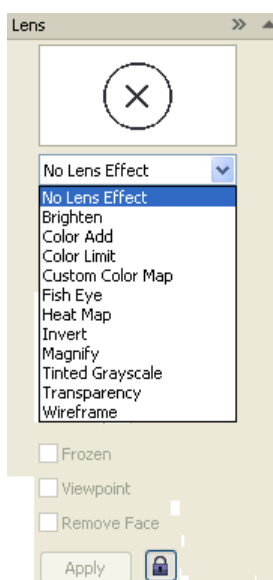 Lens
No Lens Effect
No Lens Effect
Brighten
Color Add
Color Limit
Custom Color Map
Fish Eye
Heat Map
Invert
Magnify
Tinted Grayscale
Transparency
Wireframe
Frozen
Viewpoint
Remove Face
Apply